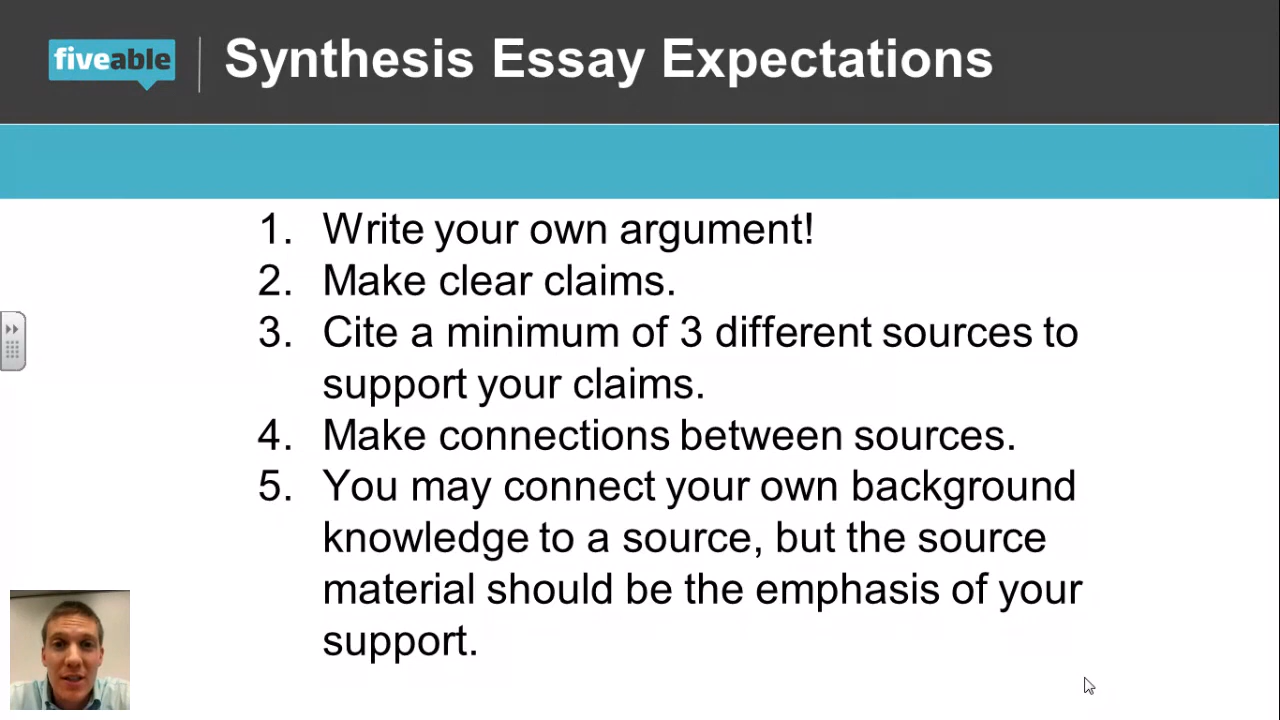 fiveable
Synthesis Essay Expectations
1. Write your own argument!
2. Make clear claims.
3. Cite a minimum of 3 different sources to
support your claims.
4. Make connections between sources.
5. You may connect your own background
knowledge to a source, but the source
material should be the emphasis of your
support.